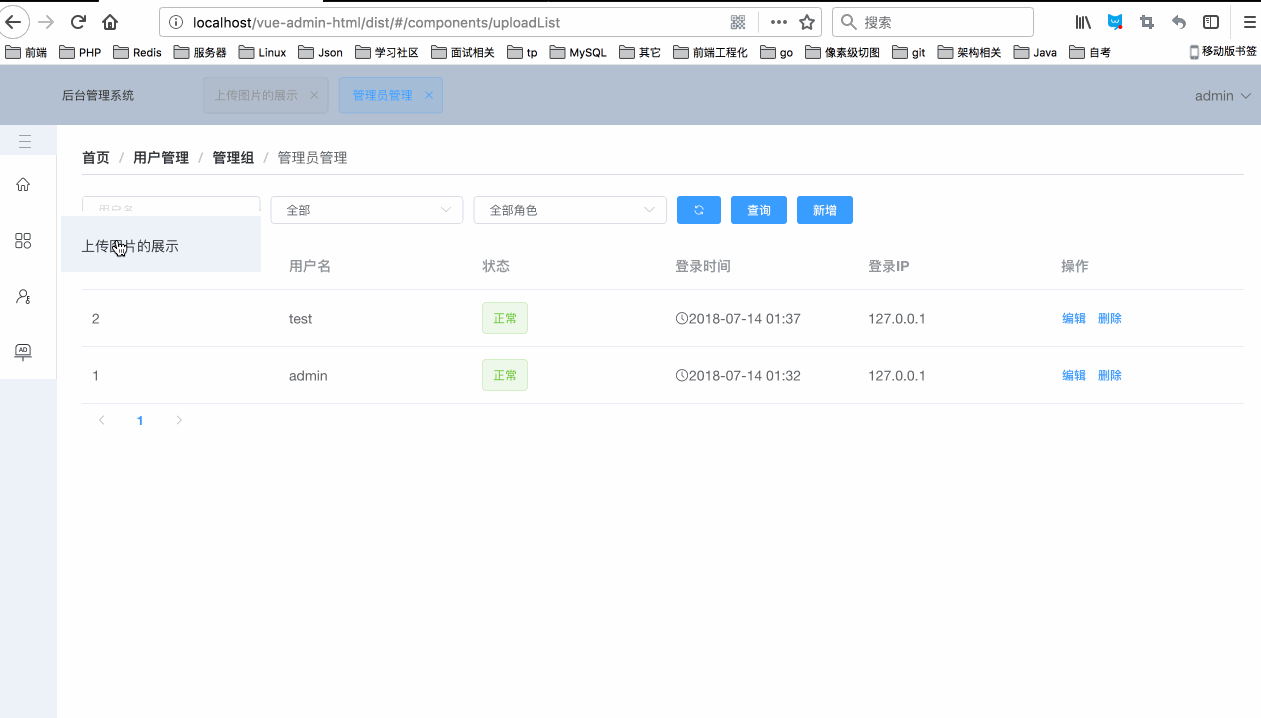 localhost/vue-admin-html/dist/#/components/uploadList
搜索
前端 PHP Redis 服务器 Linux Json 学习社区 面试相关 tp MySQL 其它 前端工程化 go 像素级切图 git 架构相关 Java 自考 移动版书签
后台管理系统 上传图片的展示 管理员管理 admin
首页 / 用户管理 / 管理组 / 管理员管理
用户名 全部 全部角色 查询 新增
上传图片的展示
用户名 状态 登录时间 登录IP 操作
2 test 正常 2018-07-14 01:37 127.0.0.1 编辑 删除
AD
1 admin 正常 2018-07-14 01:32 127.0.0.1 编辑 删除
1